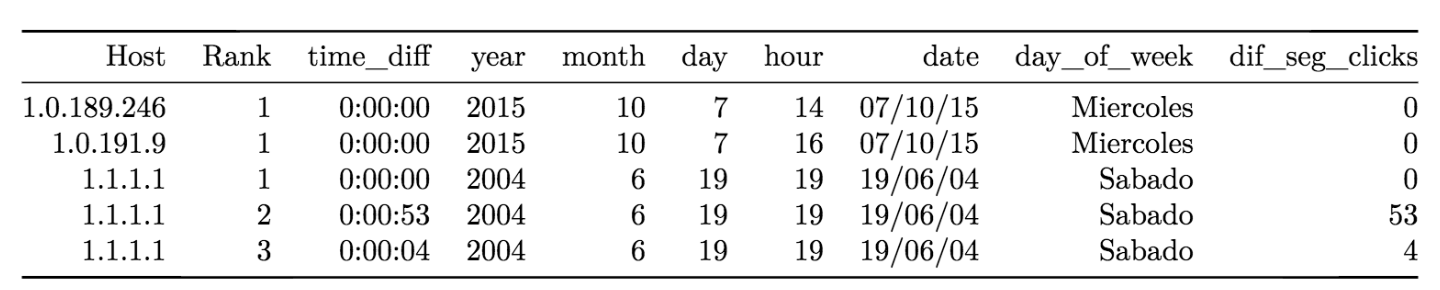 Host Rank time_diff year month day hour date day_of_week dif_seg_clicks
1.0.189.246 1 0:00:00 2015 10 7 14 07/10/15 Miercoles 0
1.0.191.9 1 0:00:00 2015 10 7 16 07/10/15 Miercoles 0
1.1.1.1 1 0:00:00 2004 6 19 19 19/06/04 Sabado 0
1.1.1.1 2 0:00:53 2004 6 19 19 19/06/04 Sabado 53
1.1.1.1 3 0:00:04 2004 6 19 19 19/06/04 Sabado 4